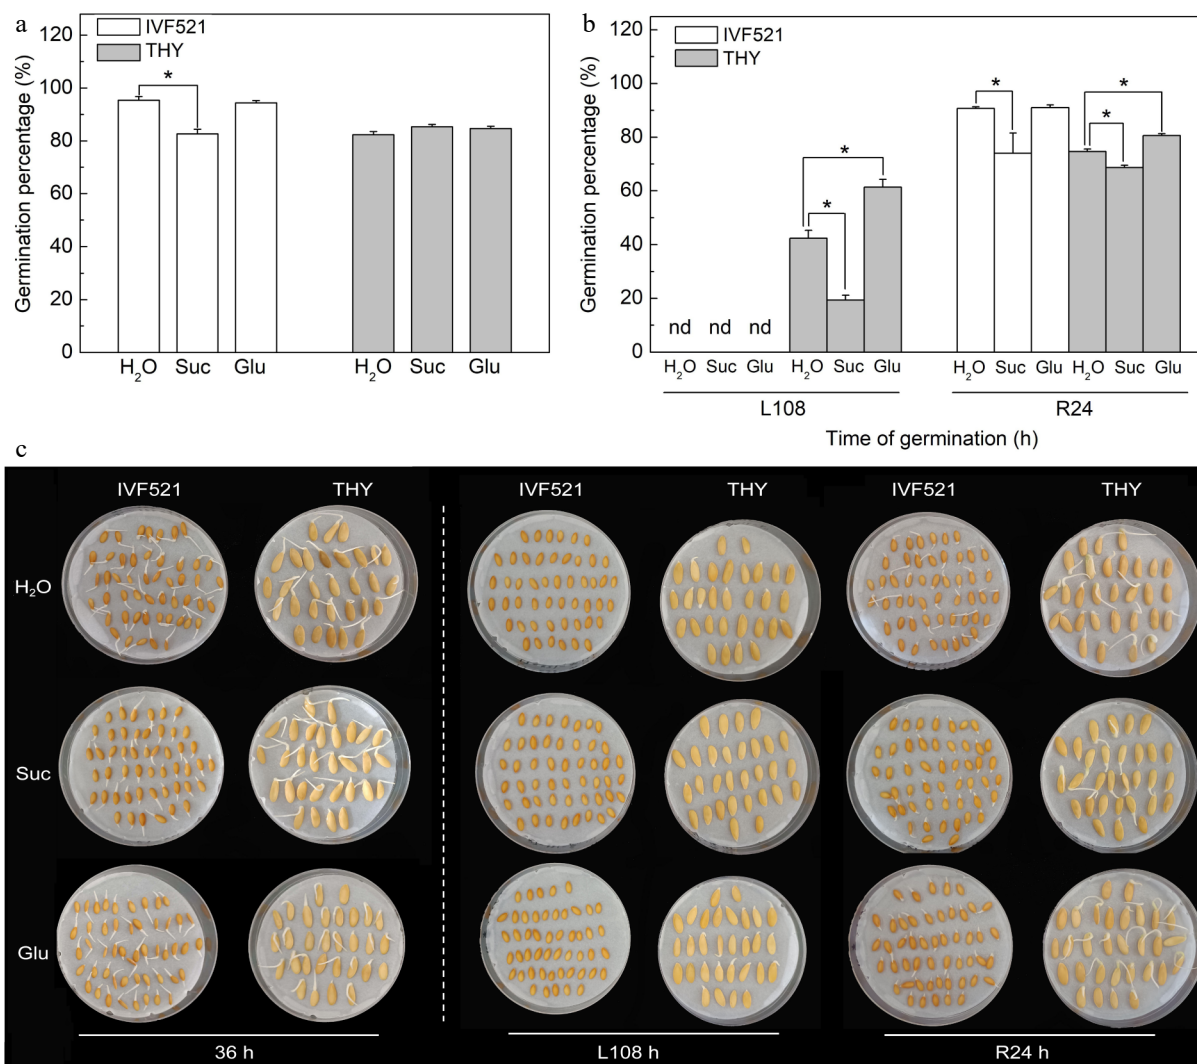 a
IVF521
THY
Germination percentage (%)
120
100
80
60
40
20
0
*
H₂O Suc Glu H₂O Suc Glu
b
IVF521
THY
Germination percentage (%)
120
100
80
60
40
20
0
nd nd nd
* * * * *
H₂O Suc Glu H₂O Suc Glu H₂O Suc Glu H₂O Suc Glu
L108 R24
Time of germination (h)
c
IVF521 THY IVF521 THY IVF521 THY
H₂O
Suc
Glu
36 h L108 h R24 h